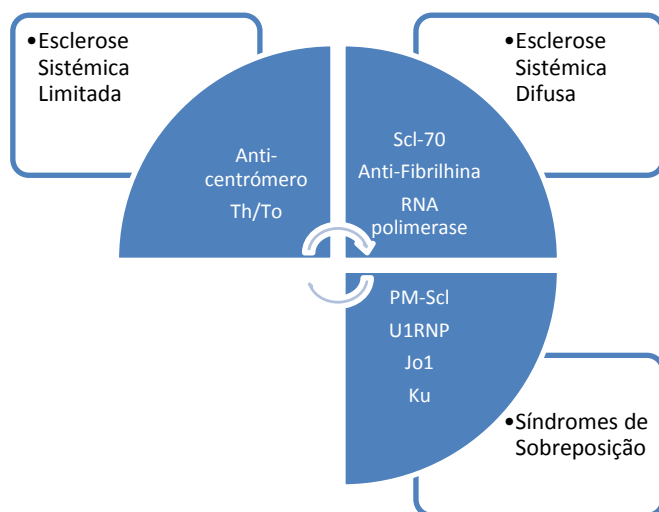 •Esclerose
Sistémica
Limitada
•Esclerose
Sistémica
Difusa
Anti-
centrómero
Th/To
Scl-70
Anti-Fibrilhina
RNA
polimerase
PM-Scl
U1RNP
Jo1
Ku
•Síndromes de
Sobreposição